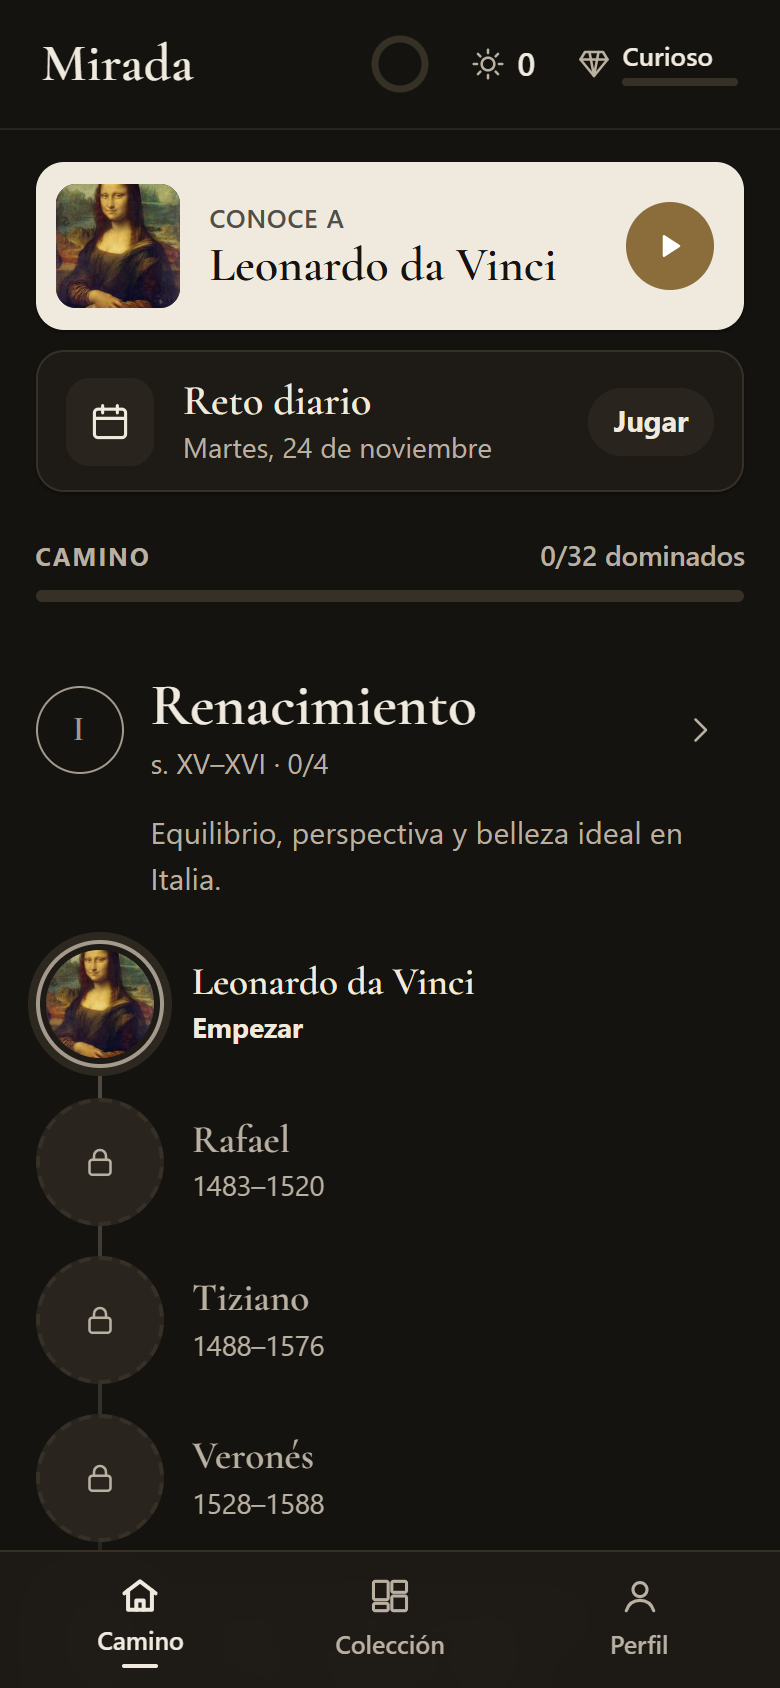 Mirada
0
Curioso
CONOCE A
Leonardo da Vinci
Reto diario
Martes, 24 de noviembre
Jugar
CAMINO
0/32 dominados
I
Renacimiento
s. XV–XVI · 0/4
Equilibrio, perspectiva y belleza ideal en
Italia.
Leonardo da Vinci
Empezar
Rafael
1483–1520
Tiziano
1488–1576
Veronés
1528–1588
Camino
Colección
Perfil